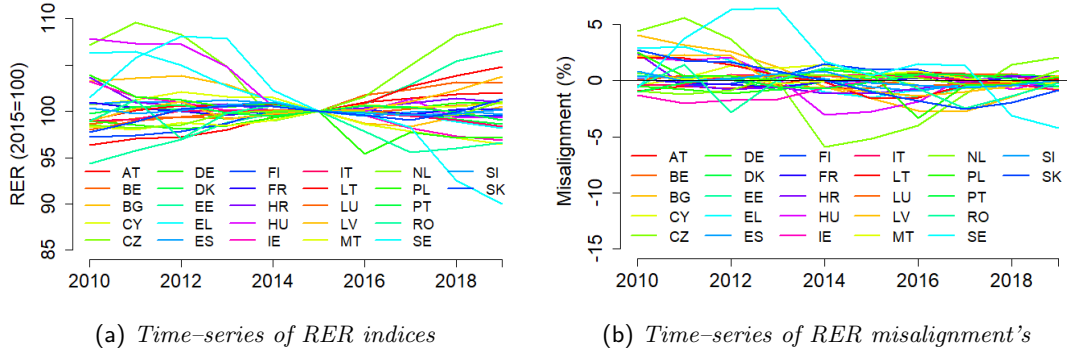 RER (2015=100)
110
100
95
90
85
AT DE FI IT NL SI
BE DK FR LT PL SK
BG EE HR LU PT
CY EL HU LV RO
CZ ES IE MT SE
2010 2012 2014 2016 2018
(a) Time–series of RER indices
Misalignment (%)
5
0
-5
-10
-15
AT DE FI IT NL SI
BE DK FR LT PL SK
BG EE HR LU PT
CY EL HU LV RO
CZ ES IE MT SE
2010 2012 2014 2016 2018
(b) Time–series of RER misalignment's